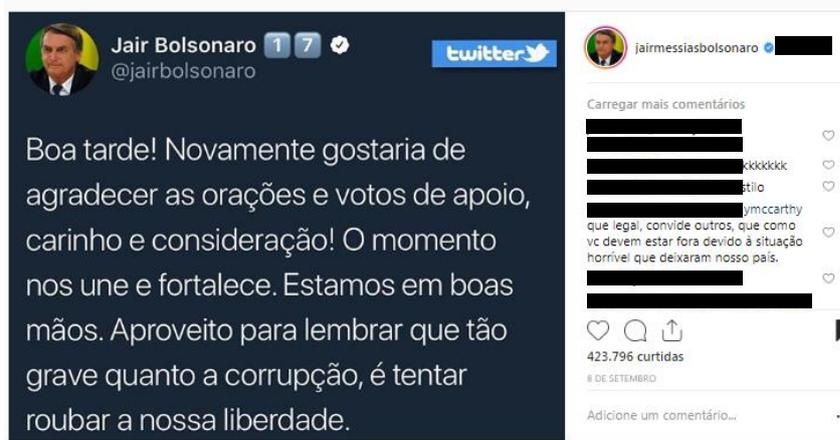 Jair Bolsonaro 1 7
@jairbolsonaro
twitter
Boa tarde! Novamente gostaria de
agradecer as orações e votos de apoio,
carinho e consideração! O momento
nos une e fortalece. Estamos em boas
mãos. Aproveito para lembrar que tão
grave quanto a corrupção, é tentar
roubar a nossa liberdade.
jairmessiasbolsonaro
Carregar mais comentários
kkkkkkk
stilo
ymccarthy
que legal, convide outros, que como
vc devem estar fora devido à situação
horrível que deixaram nosso país.
423.796 curtidas
8 DE SETEMBRO
Adicione um comentário...